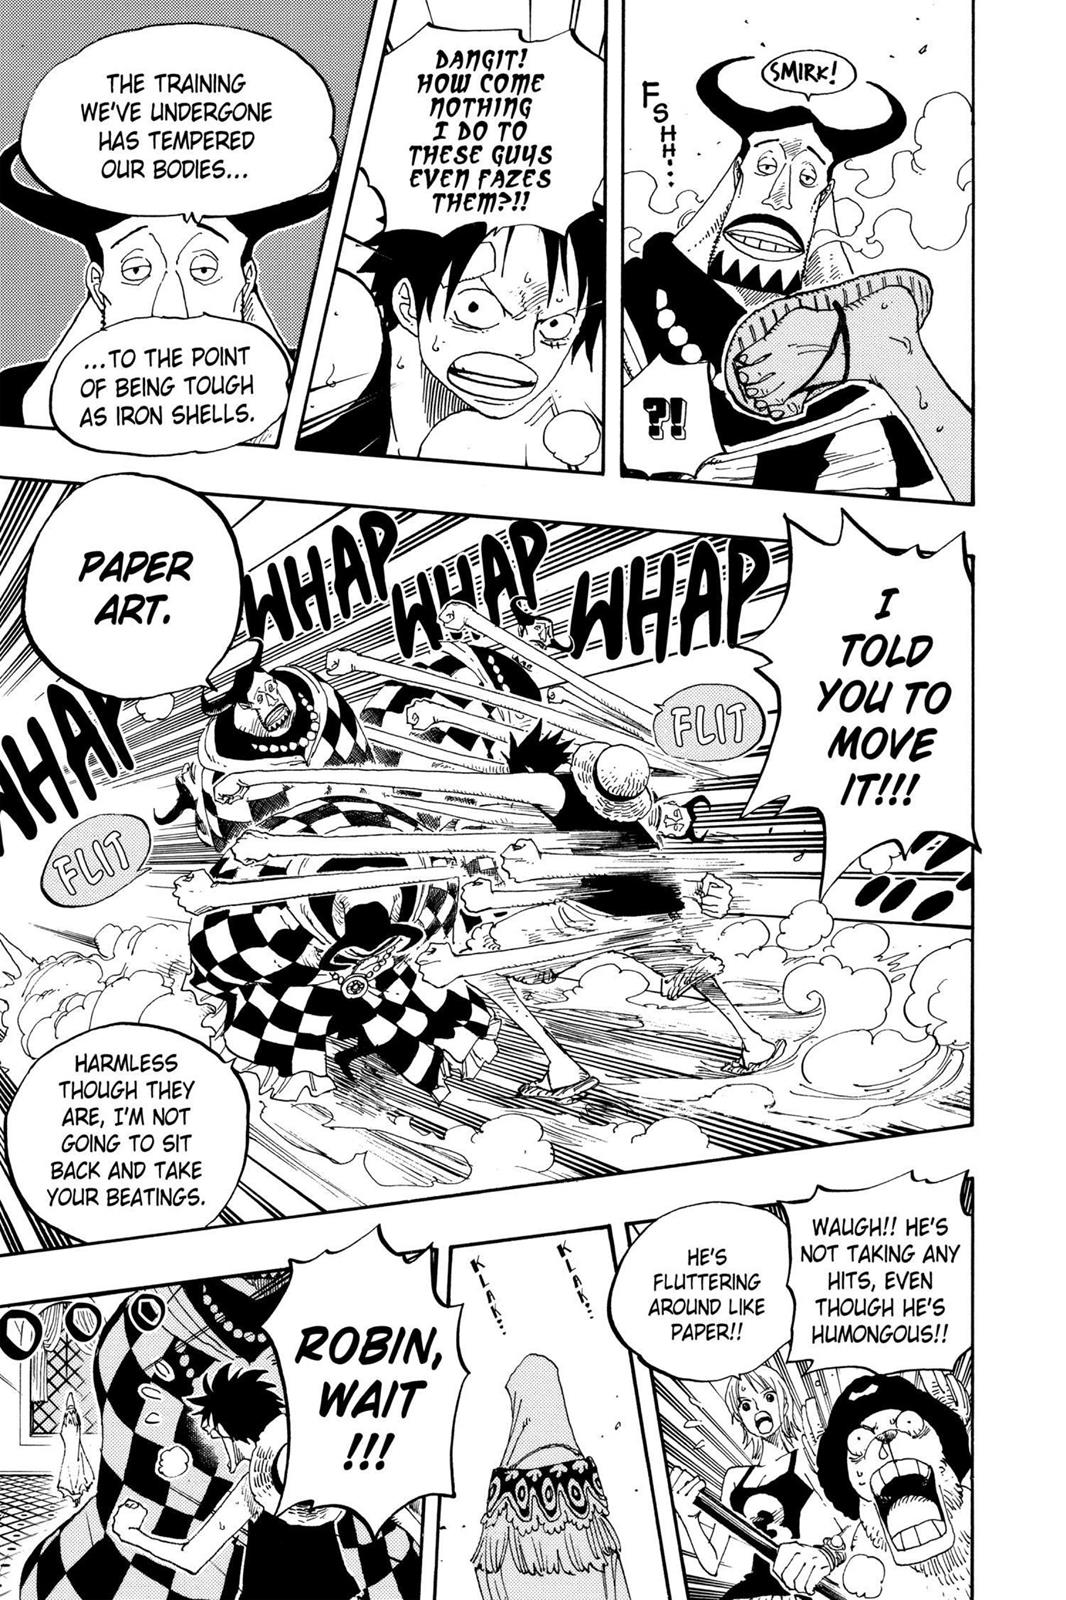 SMIRK!
FSHH...
?!
DANGIT!
HOW COME
NOTHING
I DO TO
THESE GUYS
EVEN FAZES
THEM?!!
THE TRAINING
WE'VE UNDERGONE
HAS TEMPERED
OUR BODIES...
...TO THE POINT
OF BEING TOUGH
AS IRON SHELLS.
I
TOLD
YOU TO
MOVE
IT!!!
WHAP
WHAP
WHAP
FLIT
PAPER
ART.
WHAP
FLIT
HARMLESS
THOUGH THEY
ARE, I'M NOT
GOING TO SIT
BACK AND TAKE
YOUR BEATINGS.
WAUGH!! HE'S
NOT TAKING ANY
HITS, EVEN
THOUGH HE'S
HUMONGOUS!!
HE'S
FLUTTERING
AROUND LIKE
PAPER!!
KLAK...
KLAK...
ROBIN,
WAIT
!!!